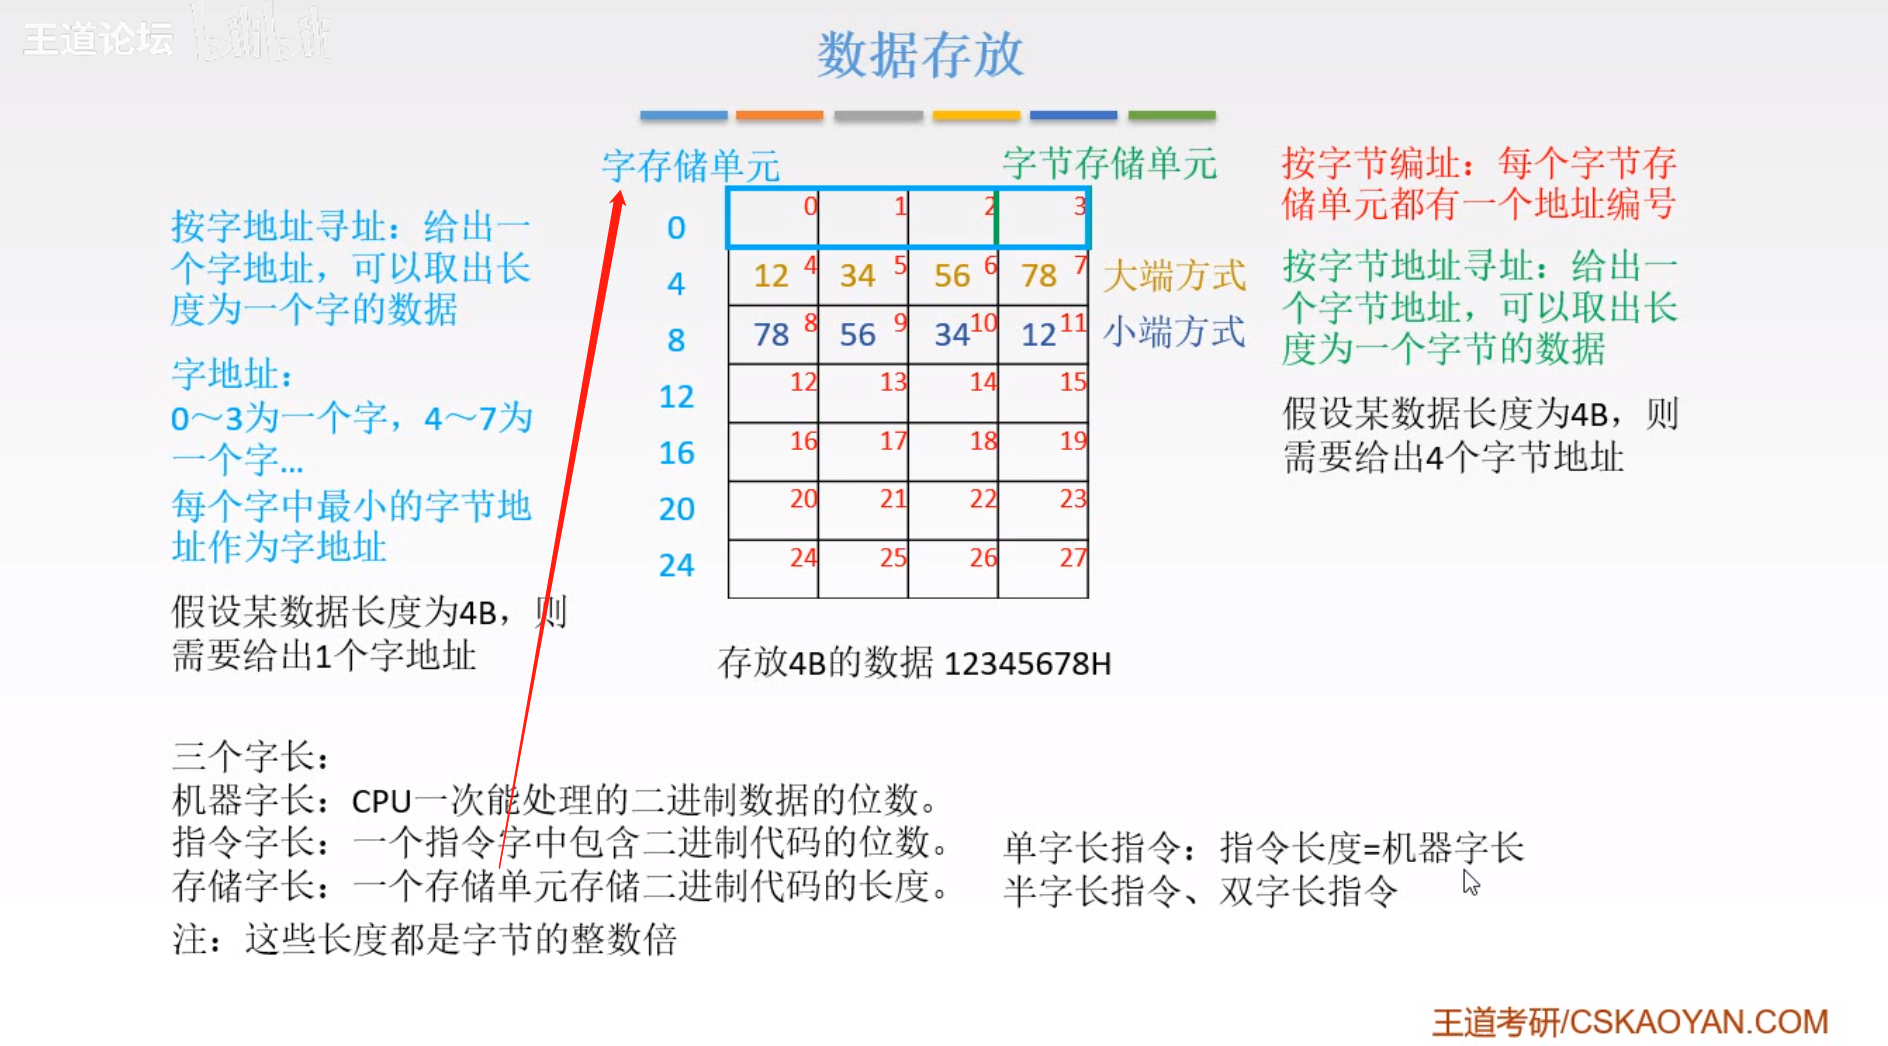 王道论坛 bilibili
数据存放
字存储单元
字节存储单元
按字地址寻址：给出一
个字地址，可以取出长
度为一个字的数据
字地址：
0～3为一个字，4～7为
一个字…
每个字中最小的字节地
址作为字地址
假设某数据长度为4B，则
需要给出1个字地址
0 0 1 2 3
4 12 4 34 5 56 6 78 7 大端方式
8 78 8 56 9 34 10 12 11 小端方式
12 12 13 14 15
16 16 17 18 19
20 20 21 22 23
24 24 25 26 27
存放4B的数据 12345678H
按字节编址：每个字节存
储单元都有一个地址编号
按字节地址寻址：给出一
个字节地址，可以取出长
度为一个字节的数据
假设某数据长度为4B，则
需要给出4个字节地址
三个字长：
机器字长：CPU一次能处理的二进制数据的位数。
指令字长：一个指令字中包含二进制代码的位数。
存储字长：一个存储单元存储二进制代码的长度。
注：这些长度都是字节的整数倍
单字长指令：指令长度=机器字长
半字长指令、双字长指令
王道考研/CSKAOYAN.COM